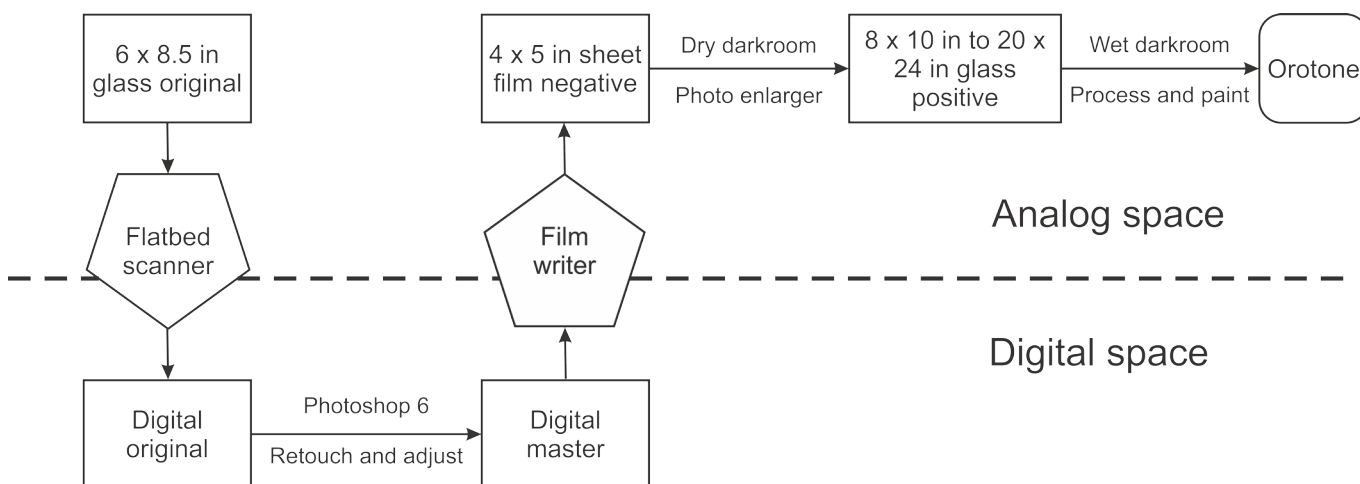 6 x 8.5 in
glass original
4 x 5 in sheet
film negative
Dry darkroom
Photo enlarger
8 x 10 in to 20 x
24 in glass
positive
Wet darkroom
Process and paint
Orotone
Flatbed
scanner
Film
writer
Analog space
Digital space
Digital
original
Photoshop 6
Retouch and adjust
Digital
master